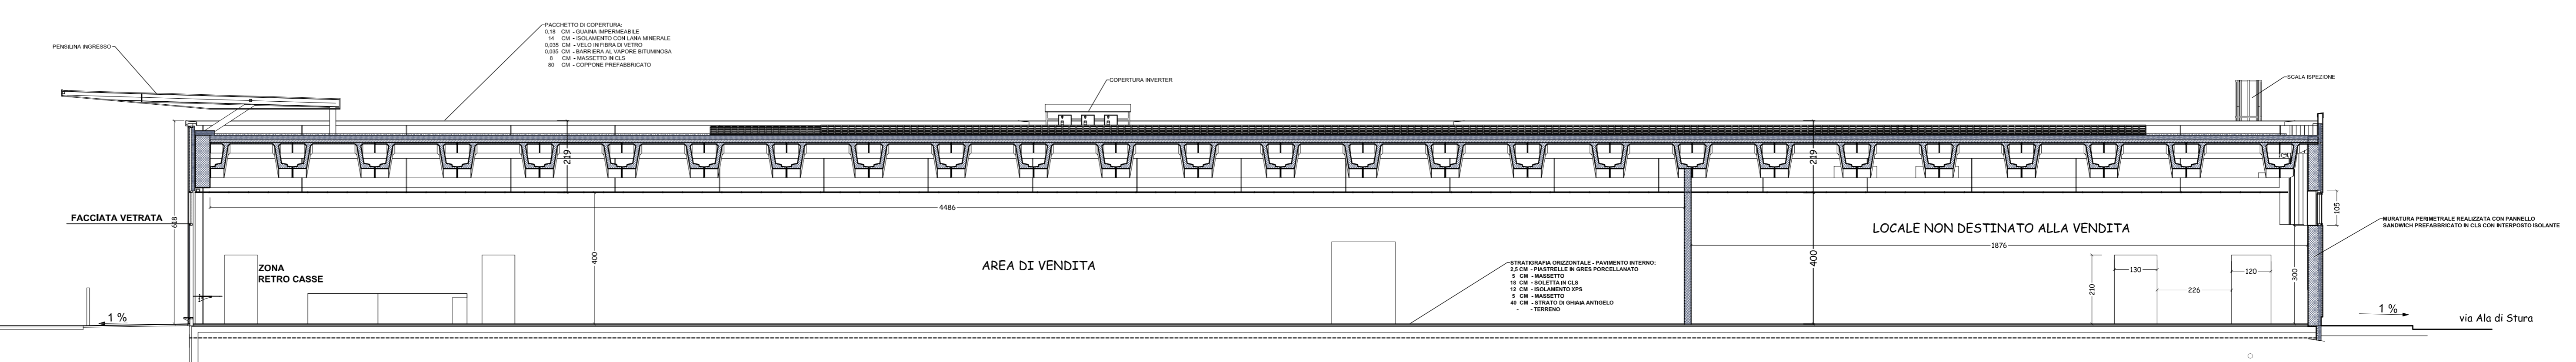 PACCHETTO DI COPERTURA:
0,18 CM - GUAINA IMPERMEABILE
14 CM - ISOLAMENTO CON LANA MINERALE
0,035 CM - VELO IN FIBRA DI VETRO
0,035 CM - BARRIERA AL VAPORE BITUMINOSA
8 CM - MASSETTO IN CLS
80 CM - COPPONE PREFABBRICATO
PENSILINA INGRESSO
COPERTURA INVERTER
SCALA ISPEZIONE
219
219
618
FACCIATA VETRATA
4486
105
MURATURA PERIMETRALE REALIZZATA CON PANNELLO
SANDWICH PREFABBRICATO IN CLS CON INTERPOSTO ISOLANTE
LOCALE NON DESTINATO ALLA VENDITA
1876
400
AREA DI VENDITA
400
ZONA
RETRO CASSE
STRATIGRAFIA ORIZZONTALE - PAVIMENTO INTERNO:
2,5 CM - PIASTRELLE IN GRES PORCELLANATO
5 CM - MASSETTO
18 CM - SOLETTA IN CLS
12 CM - ISOLAMENTO XPS
5 CM - MASSETTO
40 CM - STRATO DI GHIAIA ANTIGELO
- - TERRENO
130
120
300
210
226
1 %
1 %
via Ala di Stura